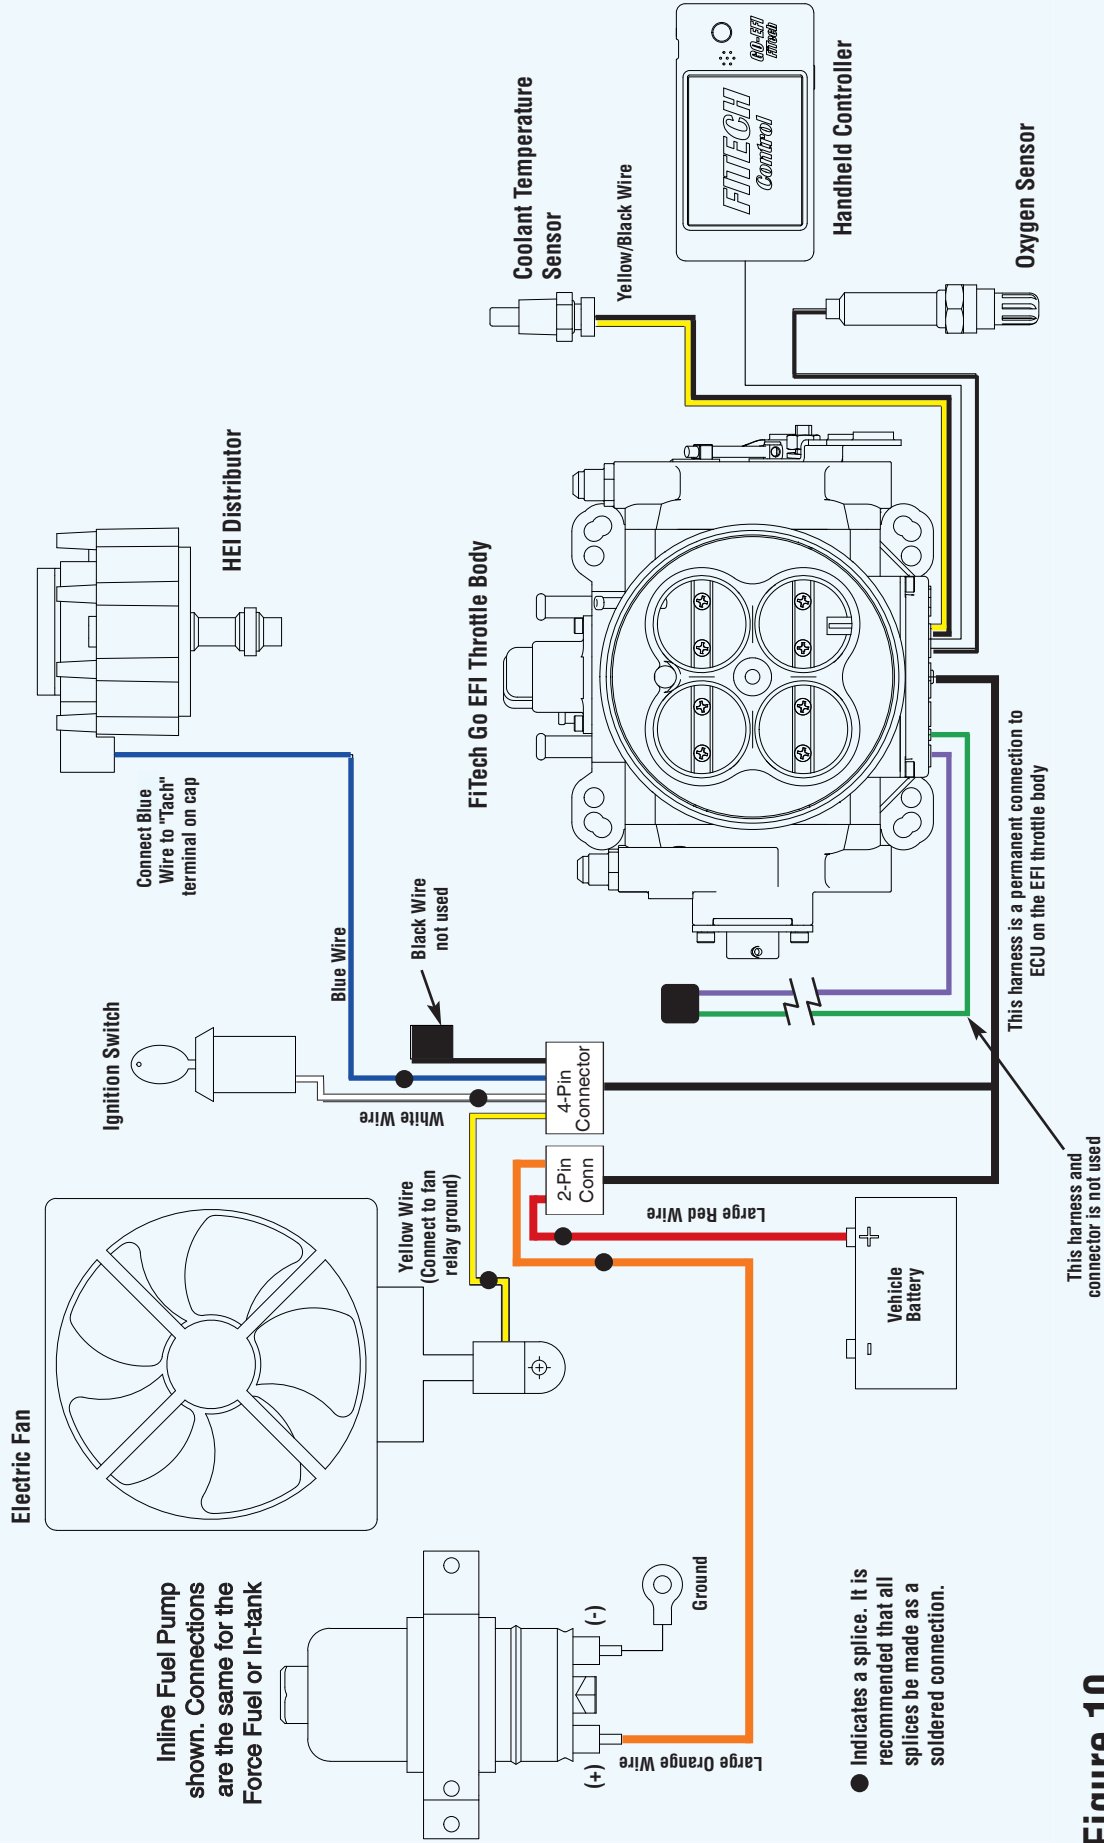 Electric Fan
Inline Fuel Pump
shown. Connections
are the same for the
Force Fuel or In-tank
Ignition Switch
HEI Distributor
Connect Blue
Wire to "Tach"
terminal on cap
Blue Wire
White Wire
Black Wire
not used
Yellow Wire
(Connect to fan
relay ground)
4-Pin
Connector
2-Pin
Conn
Large Red Wire
Large Orange Wire
(+)
(-)
Ground
+
-
Vehicle
Battery
FiTech Go EFI Throttle Body
Coolant Temperature
Sensor
Yellow/Black Wire
GO-EFI
FiTech
FITECH
Control
Handheld Controller
Oxygen Sensor
This harness is a permanent connection to
ECU on the EFI throttle body
This harness and
connector is not used
Indicates a splice. It is
recommended that all
splices be made as a
soldered connection.
Figure 10